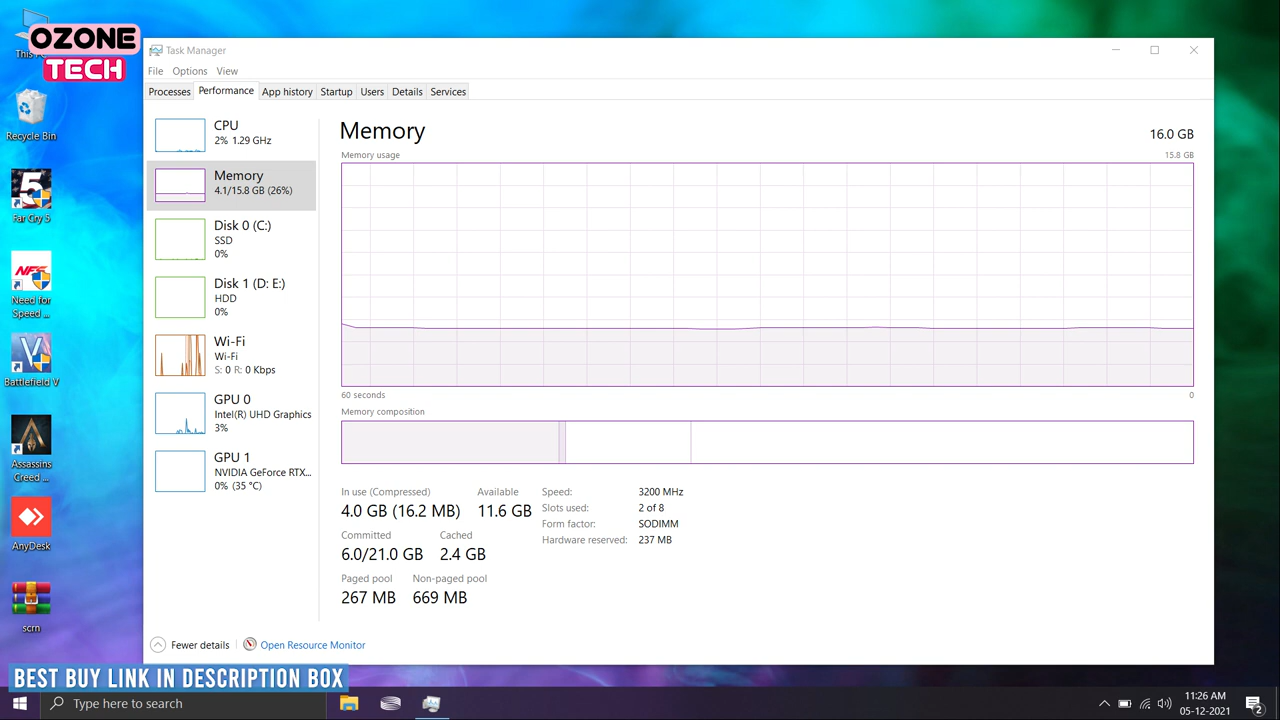 This P
OZONE
TECH
Recycle Bin
5
Far Cry 5
NFS
Need for
Speed ...
V
Battlefield V
Assassins
Creed ...
AnyDesk
scrn
Task Manager
File Options View
Processes Performance App history Startup Users Details Services
CPU
2% 1.29 GHz
Memory
4.1/15.8 GB (26%)
Disk 0 (C:)
SSD
0%
Disk 1 (D: E:)
HDD
0%
Wi-Fi
Wi-Fi
S: 0 R: 0 Kbps
GPU 0
Intel(R) UHD Graphics
3%
GPU 1
NVIDIA GeForce RTX...
0% (35 °C)
Memory 16.0 GB
Memory usage 15.8 GB
60 seconds 0
Memory composition
In use (Compressed) Available
4.0 GB (16.2 MB) 11.6 GB
Committed Cached
6.0/21.0 GB 2.4 GB
Paged pool Non-paged pool
267 MB 669 MB
Speed: 3200 MHz
Slots used: 2 of 8
Form factor: SODIMM
Hardware reserved: 237 MB
Fewer details Open Resource Monitor
BEST BUY LINK IN DESCRIPTION BOX
Type here to search
11:26 AM
05-12-2021
2